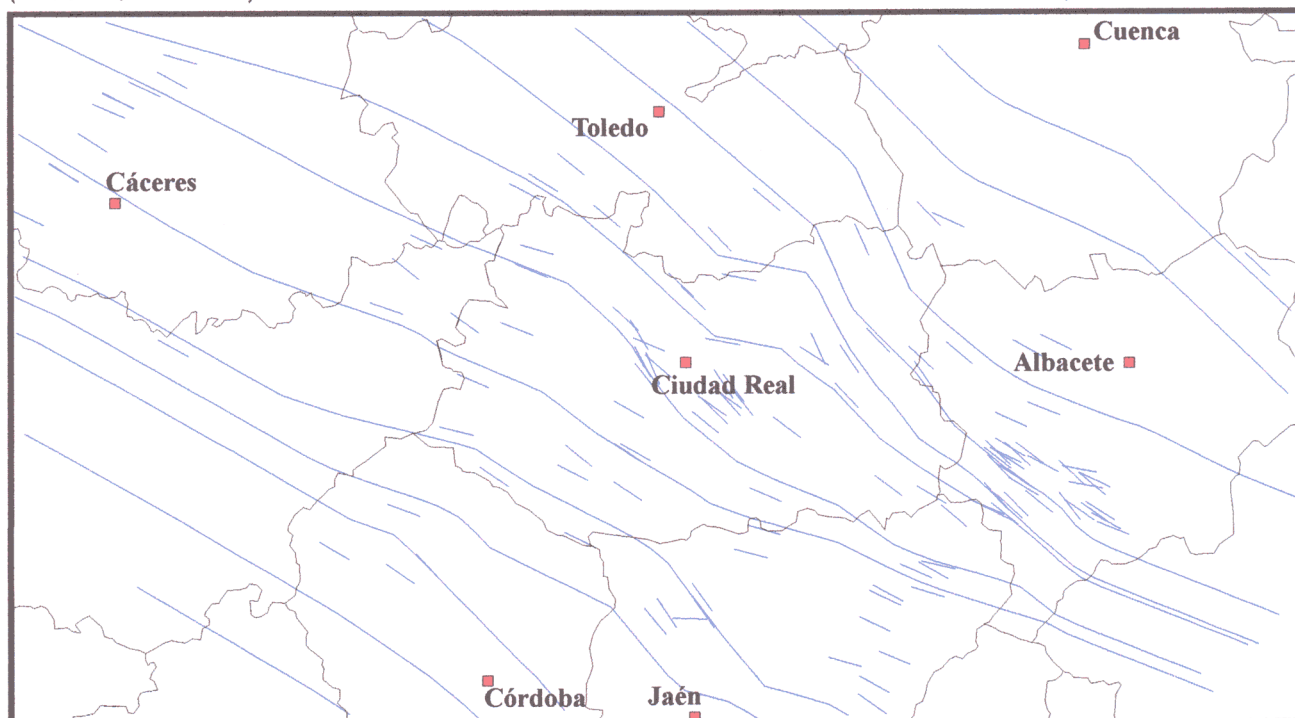 Cuenca
Toledo
Cáceres
Albacete
Ciudad Real
Córdoba
Jaén